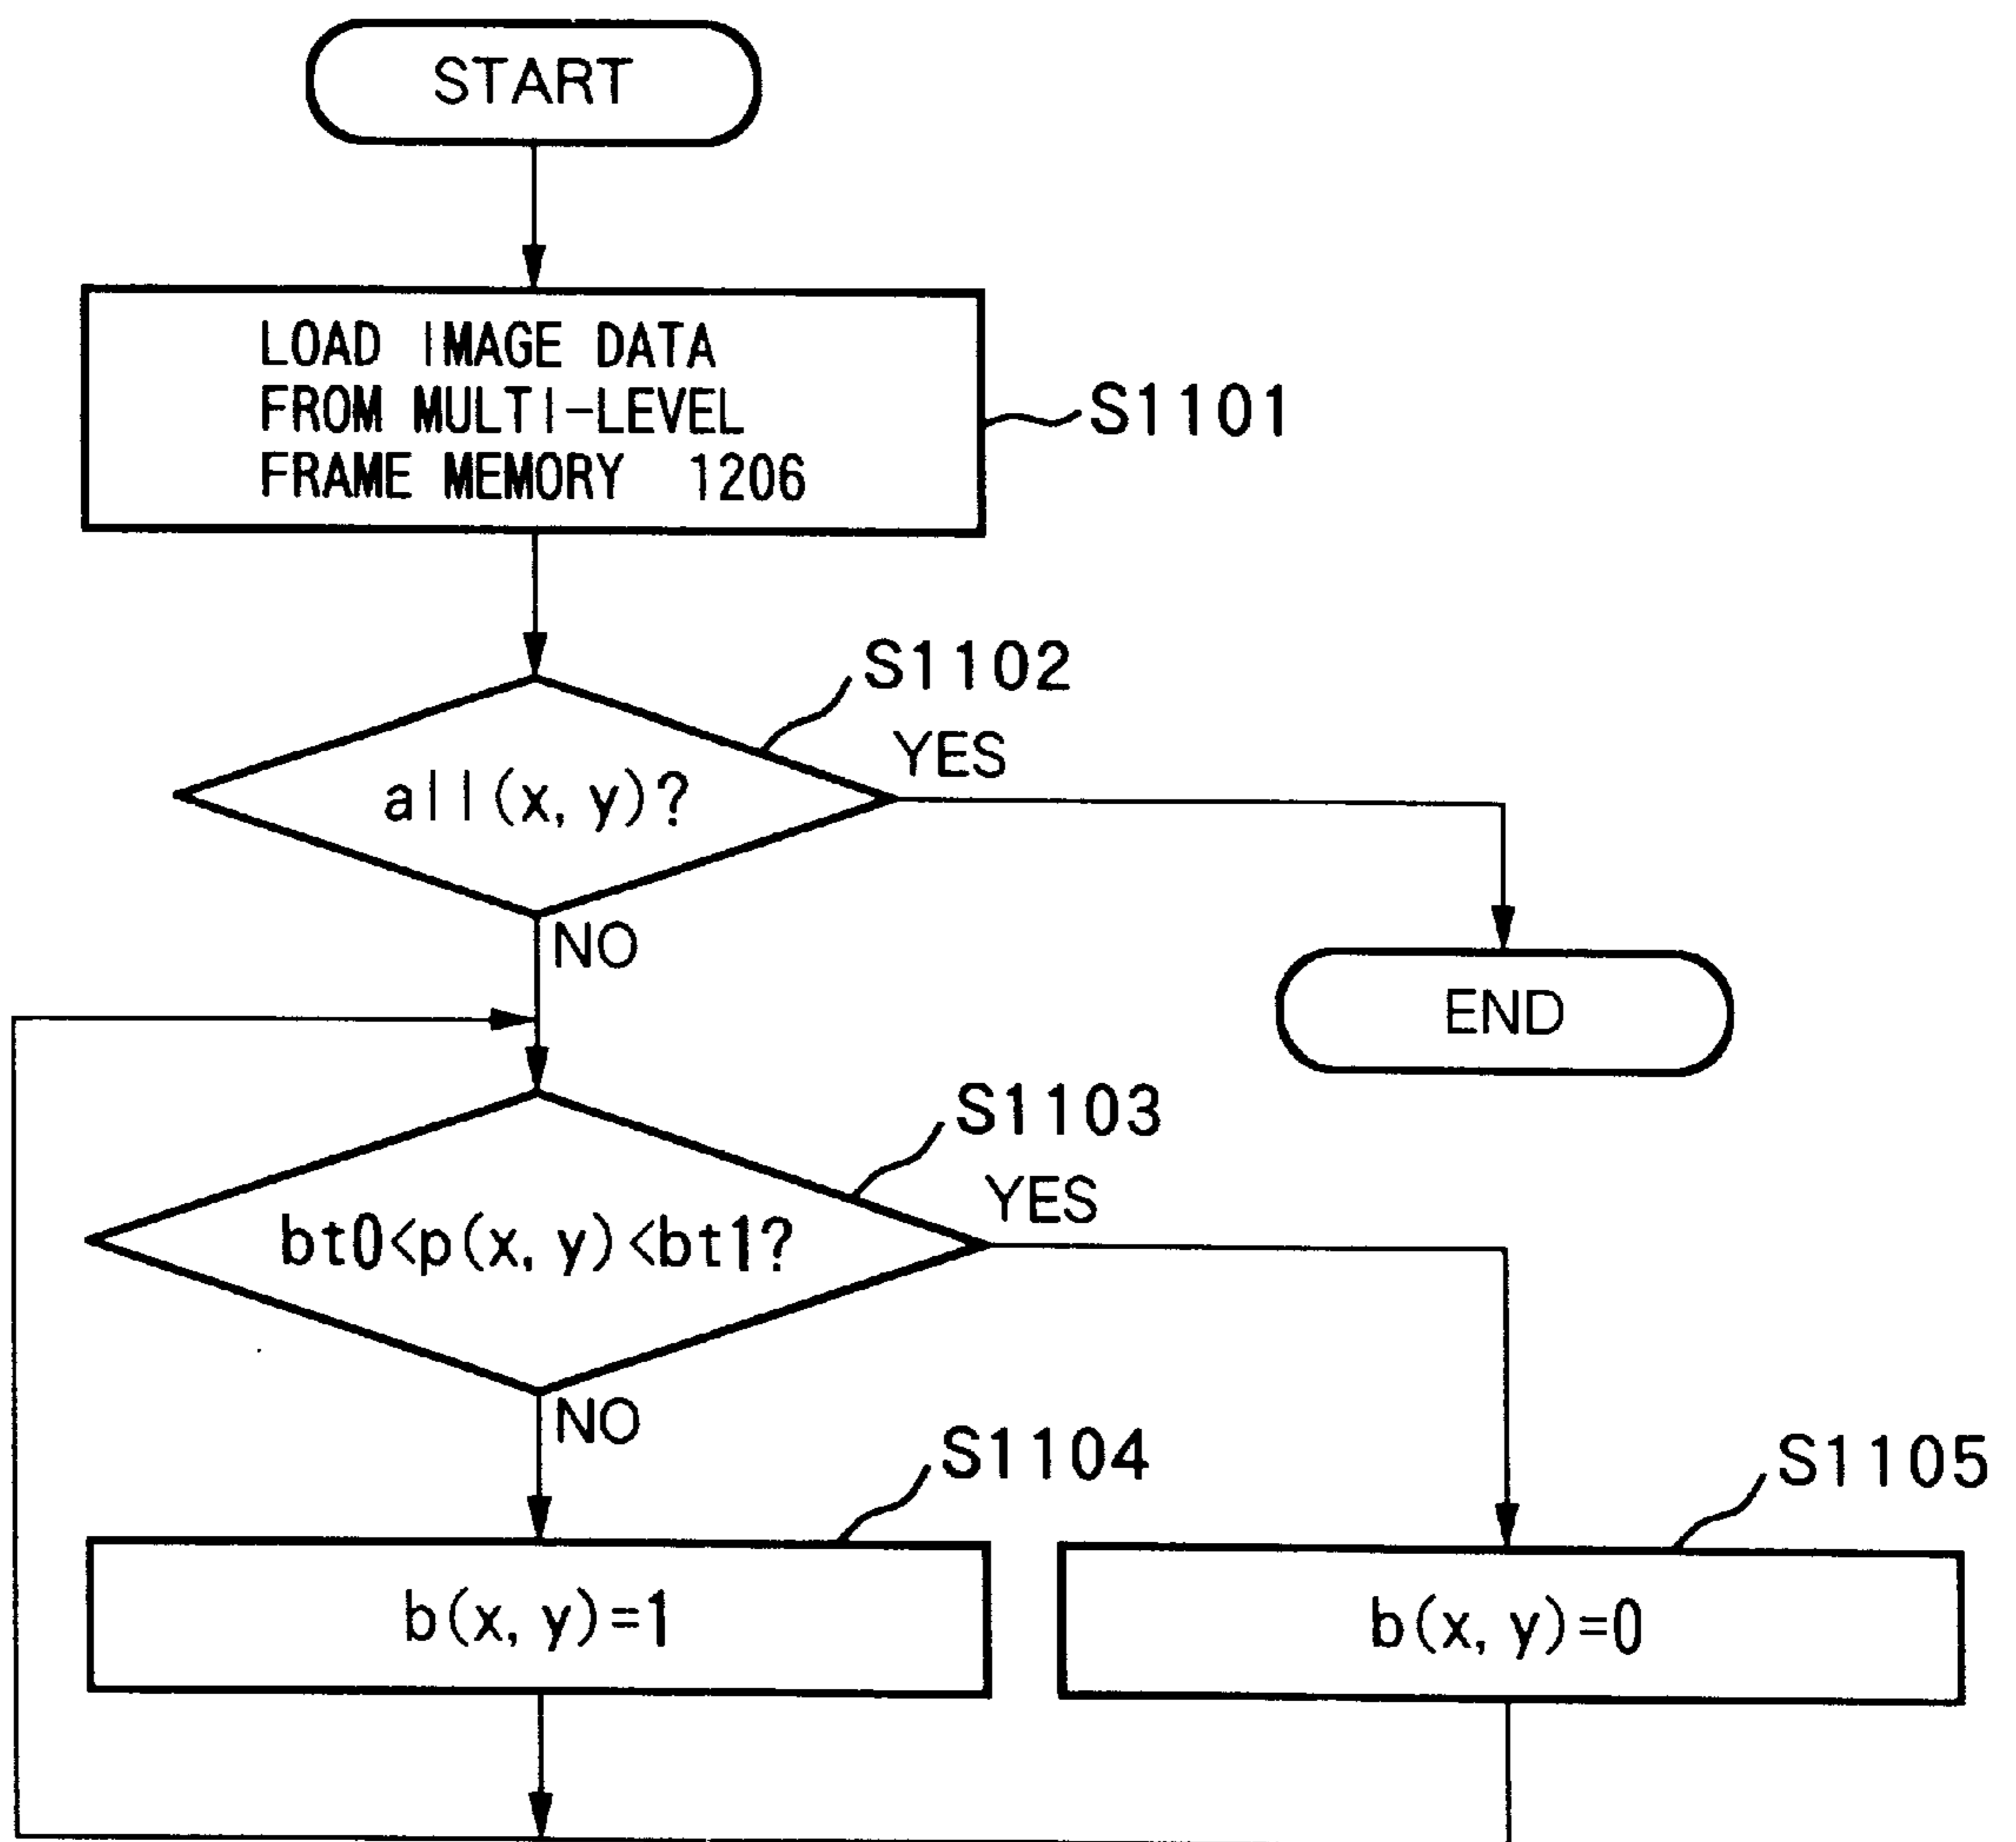 START
LOAD IMAGE DATA
FROM MULTI-LEVEL
FRAME MEMORY 1206
S1101
S1102
all(x, y)?
YES
NO
END
S1103
bt0<p(x, y)<bt1?
YES
NO
S1104
b(x, y)=1
S1105
b(x, y)=0